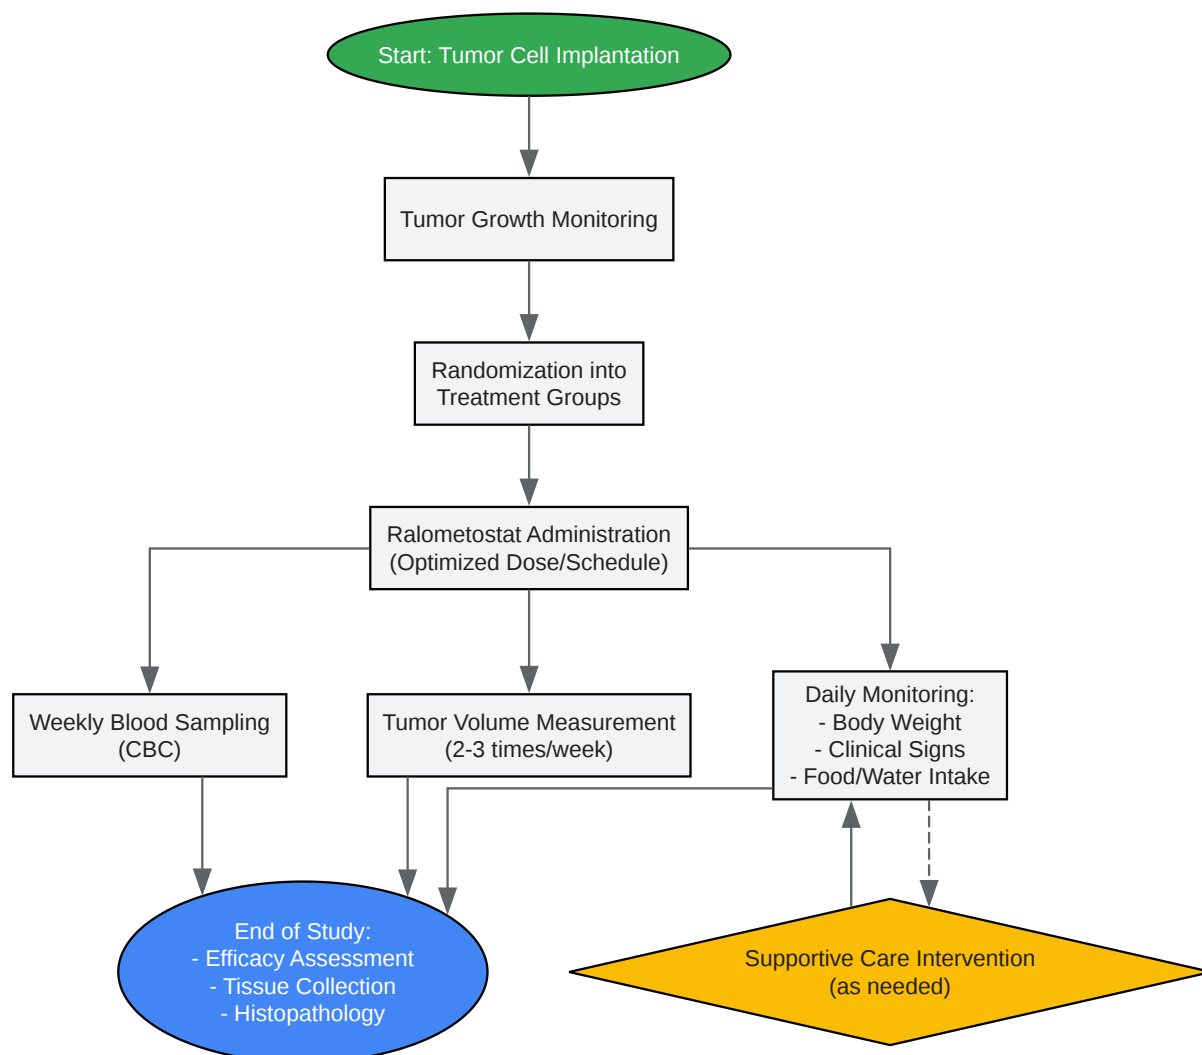 Start: Tumor Cell Implantation
Tumor Growth Monitoring
Randomization into
Treatment Groups
Ralometostat Administration
(Optimized Dose/Schedule)
Weekly Blood Sampling
(CBC)
Tumor Volume Measurement
(2-3 times/week)
Daily Monitoring:
- Body Weight
- Clinical Signs
- Food/Water Intake
End of Study:
- Efficacy Assessment
- Tissue Collection
- Histopathology
Supportive Care Intervention
(as needed)